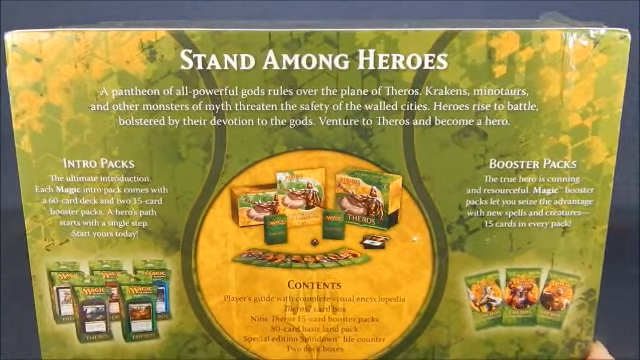 STAND AMONG HEROES
A pantheon of all-powerful gods rules over the plane of Theros. Krakens, minotaurs,
and other monsters of myth threaten the safety of the walled cities. Heroes rise to battle,
bolstered by their devotion to the gods. Venture to Theros and become a hero.
INTRO PACKS
The ultimate introduction.
Each Magic intro pack comes with
a 60-card deck and two 15-card
booster packs. A hero's path
starts with a single step.
Start yours today!
BOOSTER PACKS
The true hero is cunning
and resourceful. Magic™ booster
packs let you seize the advantage
with new spells and creatures—
15 cards in every pack!
THEROS
CONTENTS
Player's guide with complete visual encyclopedia
Theros card box
Nine Theros 15-card booster packs
80-card basic land pack
Special edition Spindown life counter
Two deck boxes
MAGIC
THEROS